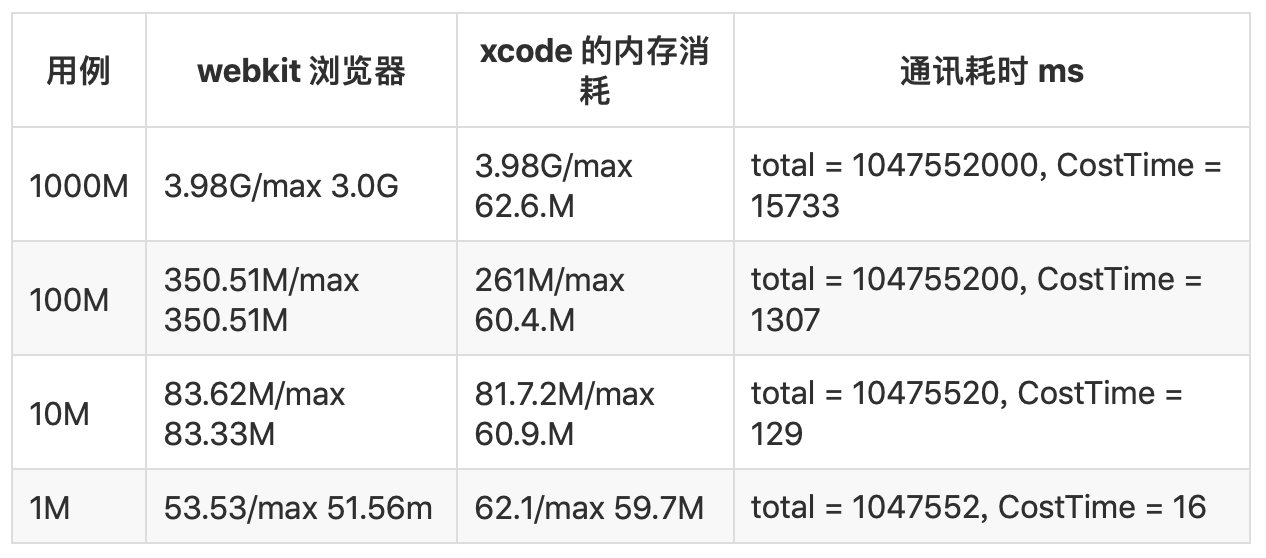 用例
webkit 浏览器
xcode 的内存消
耗
通讯耗时 ms
1000M
3.98G/max 3.0G
3.98G/max
62.6.M
total = 1047552000, CostTime =
15733
100M
350.51M/max
350.51M
261M/max
60.4.M
total = 104755200, CostTime =
1307
10M
83.62M/max
83.33M
81.7.2M/max
60.9.M
total = 10475520, CostTime =
129
1M
53.53/max 51.56m
62.1/max 59.7M
total = 1047552, CostTime = 16